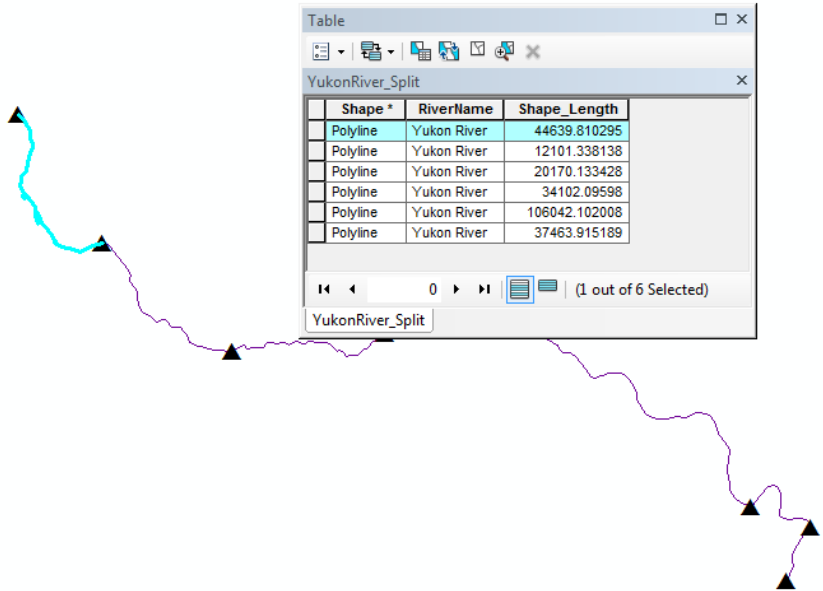 Table
YukonRiver_Split
Shape * RiverName Shape_Length
Polyline Yukon River 44639.810295
Polyline Yukon River 12101.338138
Polyline Yukon River 20170.133428
Polyline Yukon River 34102.09598
Polyline Yukon River 106042.102008
Polyline Yukon River 37463.915189
0 (1 out of 6 Selected)
YukonRiver_Split